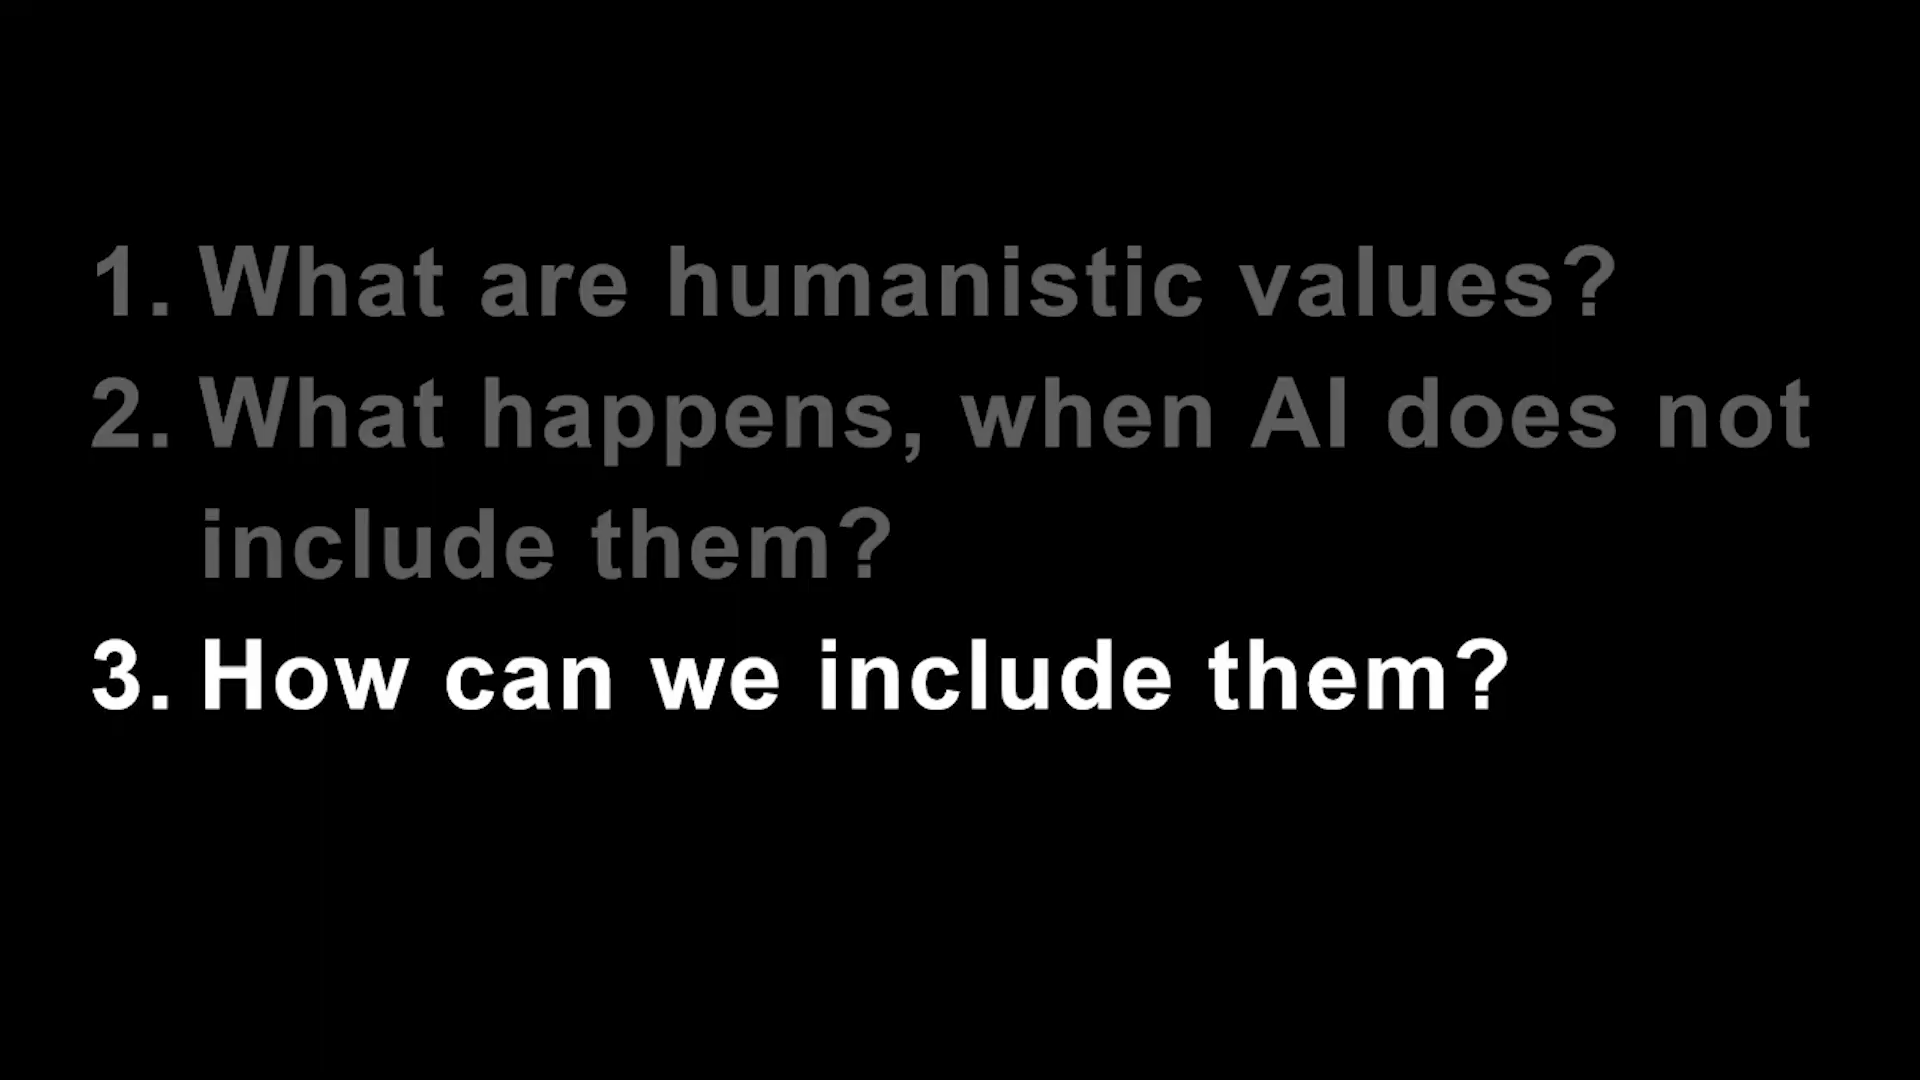 1. What are humanistic values?
2. What happens, when AI does not
include them?
3. How can we include them?